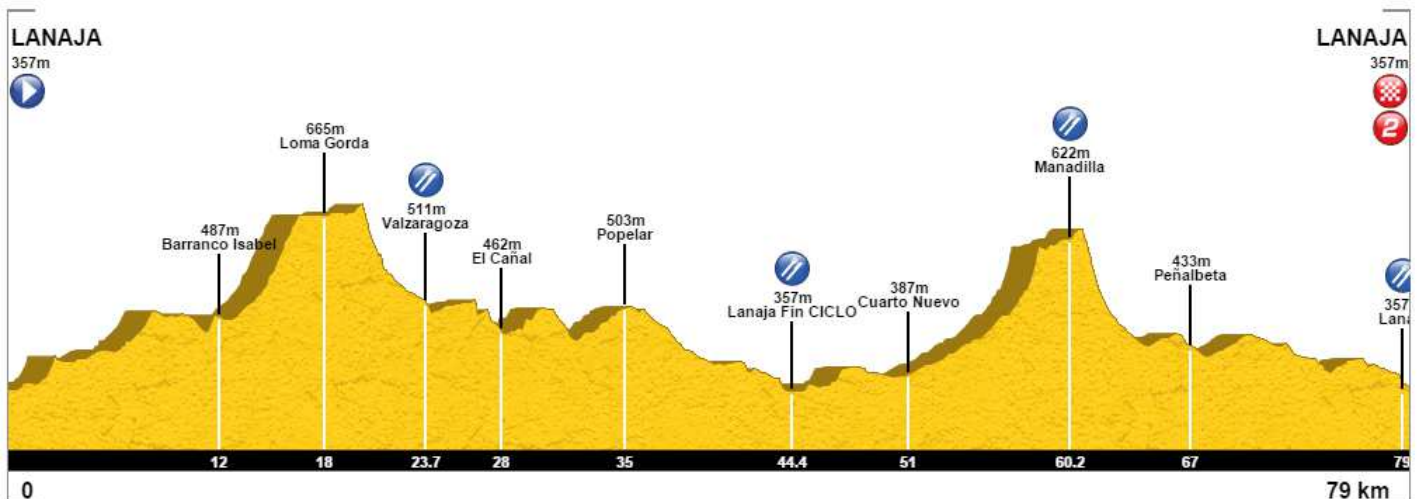 LANAJA
357m
LANAJA
357m
2
665m
Loma Gorda
622m
Manadilla
511m
Valzaragoza
503m
Popelar
487m
Barranco Isabel
462m
El Cañal
433m
Peñalbeta
357m
Lanaja Fin CICLO
387m
Cuarto Nuevo
357
Lana
12
18
23.7
28
35
44.4
51
60.2
67
79
0
79 km